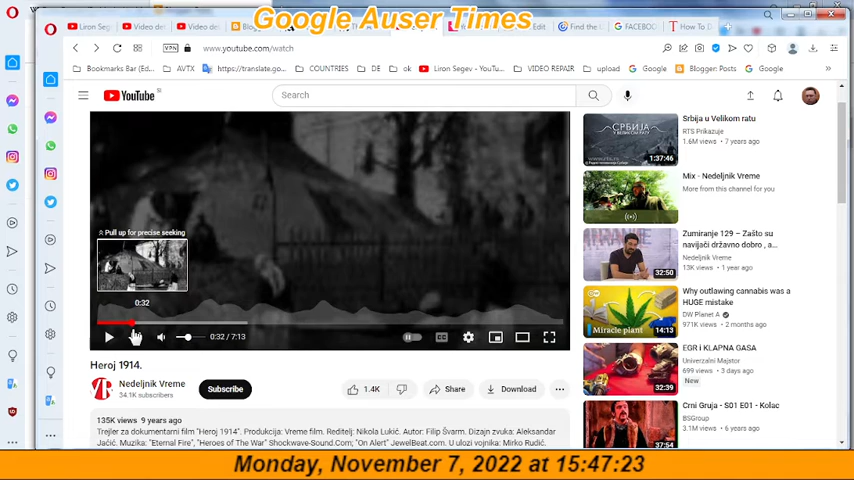 Google Auser Times
Liron Seg
Video de
Video de
Blog
Edit
Find the
FACEBOO
How To D
VPN
www.youtube.com/watch
Bookmarks Bar (Ed...
AVTX
https://translate.go...
COUNTRIES
DE
ok
Liron Segev - YouTu...
VIDEO REPAIR
upload
Google
Blogger: Posts
Google
YouTube
SI
Search
Pull up for precise seeking
0:32
0:32 / 7:13
Heroj 1914.
Nedeljnik Vreme
34.1K subscribers
Subscribe
1.4K
Share
Download
135K views 9 years ago
Trejler za dokumentarni film "Heroj 1914". Produkcija: Vreme film. Reditelj: Nikola Lukić. Autor: Filip Švarm. Dizajn zvuka: Aleksandar
Jačić. Muzika: "Eternal Fire", "Heroes of The War" Shockwave-Sound.Com; "On Alert" JewelBeat.com. U ulozi vojnika: Mirko Rudić.
СРБИЈА
У ВЕЛИКОМ РАТУ
1:37:46
Srbija u Velikom ratu
RTS Prikazuje
1.6M views • 7 years ago
Mix - Nedeljnik Vreme
More from this channel for you
32:50
Zumiranje 129 – Zašto su
navijači državno dobro , a...
Nedeljnik Vreme
13K views • 1 year ago
Miracle plant
14:13
Why outlawing cannabis was a
HUGE mistake
DW Planet A
971K views • 2 months ago
32:39
EGR i KLAPNA GASA
Univerzalni Majstor
699 views • 3 days ago
New
37:54
Crni Gruja - S01 E01 - Kolac
BSGroup
3.1M views • 6 years ago
Monday, November 7, 2022 at 15:47:23